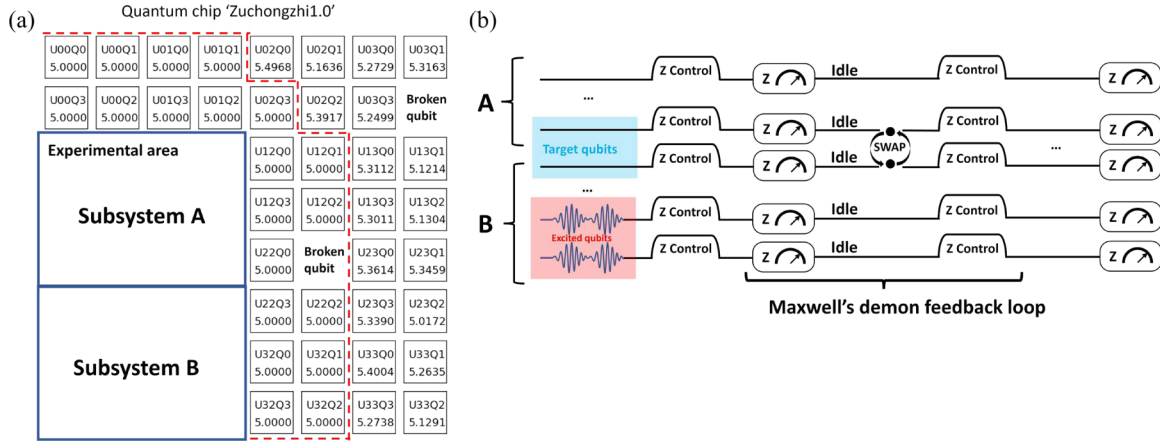 (a)
Quantum chip ‘Zuchongzhi1.0’
U00Q0 U00Q1 U01Q0 U01Q1 U02Q0 U02Q1 U03Q0 U03Q1
5.0000 5.0000 5.0000 5.0000 5.4968 5.1636 5.2729 5.3163
U00Q3 U00Q2 U01Q3 U01Q2 U02Q3 U02Q2 U03Q3 Broken
5.0000 5.0000 5.0000 5.0000 5.0000 5.3917 5.2499 qubit
Experimental area
Subsystem A
U12Q0 U12Q1 U13Q0 U13Q1
5.0000 5.0000 5.3112 5.1214
U12Q3 U12Q2 U13Q3 U13Q2
5.0000 5.0000 5.3011 5.1304
U22Q0 Broken U23Q0 U23Q1
5.0000 qubit 5.3614 5.3459
Subsystem B
U22Q3 U22Q2 U23Q3 U23Q2
5.0000 5.0000 5.3390 5.0172
U32Q0 U32Q1 U33Q0 U33Q1
5.0000 5.0000 5.4004 5.2635
U32Q3 U32Q2 U33Q3 U33Q2
5.0000 5.0000 5.2738 5.1291
(b)
A
Z Control Z Idle Z Control Z
... 
Target qubits
Z Control Z Idle Z Control Z
SWAP
Z Control Z Idle Z Control ... Z
B
...
Excited qubits
Z Control Z Idle Z Control Z
Z Control Z Idle Z Control Z
Maxwell’s demon feedback loop